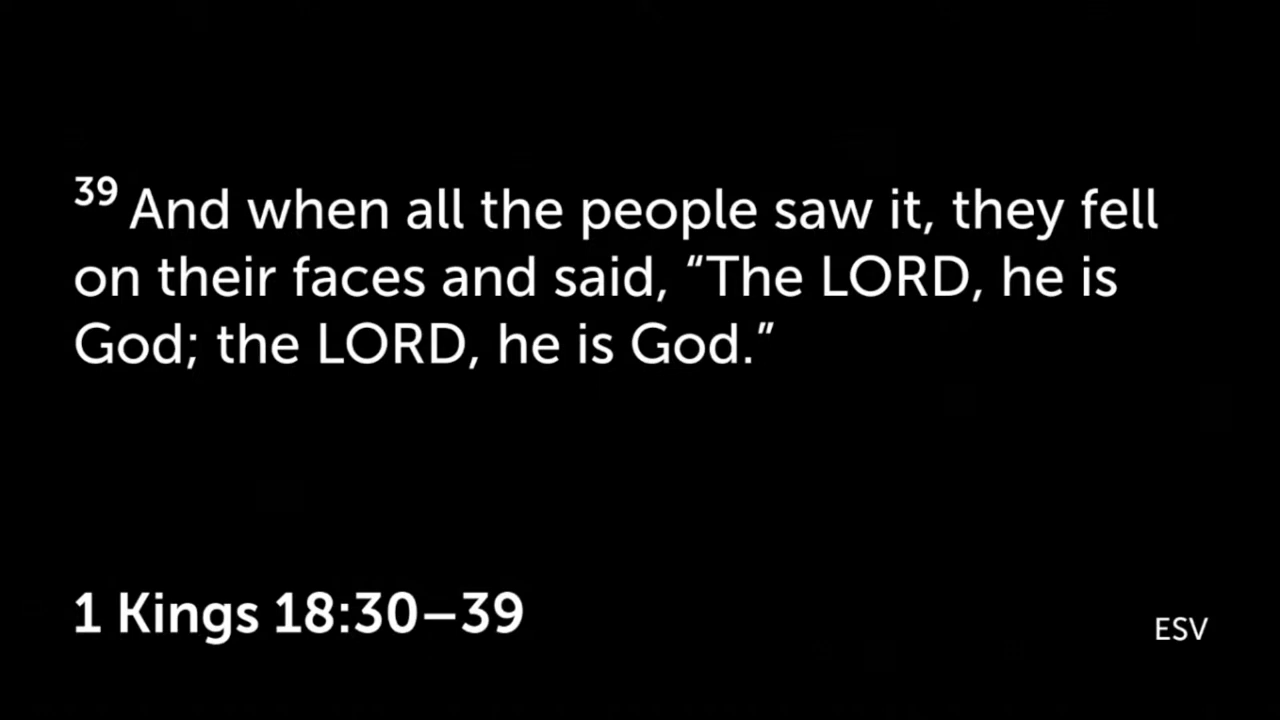 39 And when all the people saw it, they fell
on their faces and said, “The LORD, he is
God; the LORD, he is God.”
1 Kings 18:30–39
ESV